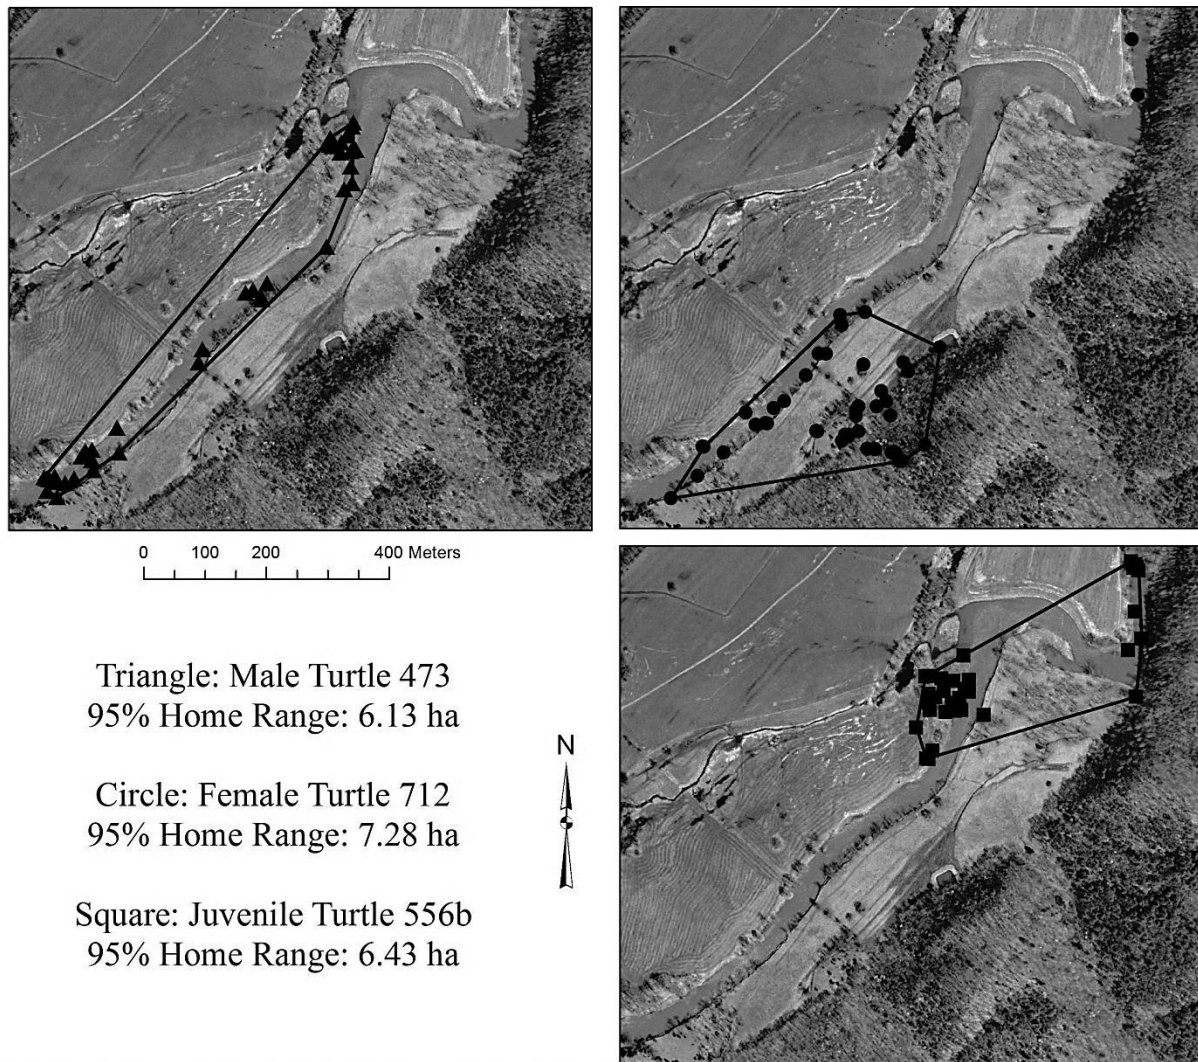 0 100 200 400 Meters
Triangle: Male Turtle 473
95% Home Range: 6.13 ha
N
Circle: Female Turtle 712
95% Home Range: 7.28 ha
Square: Juvenile Turtle 556b
95% Home Range: 6.43 ha